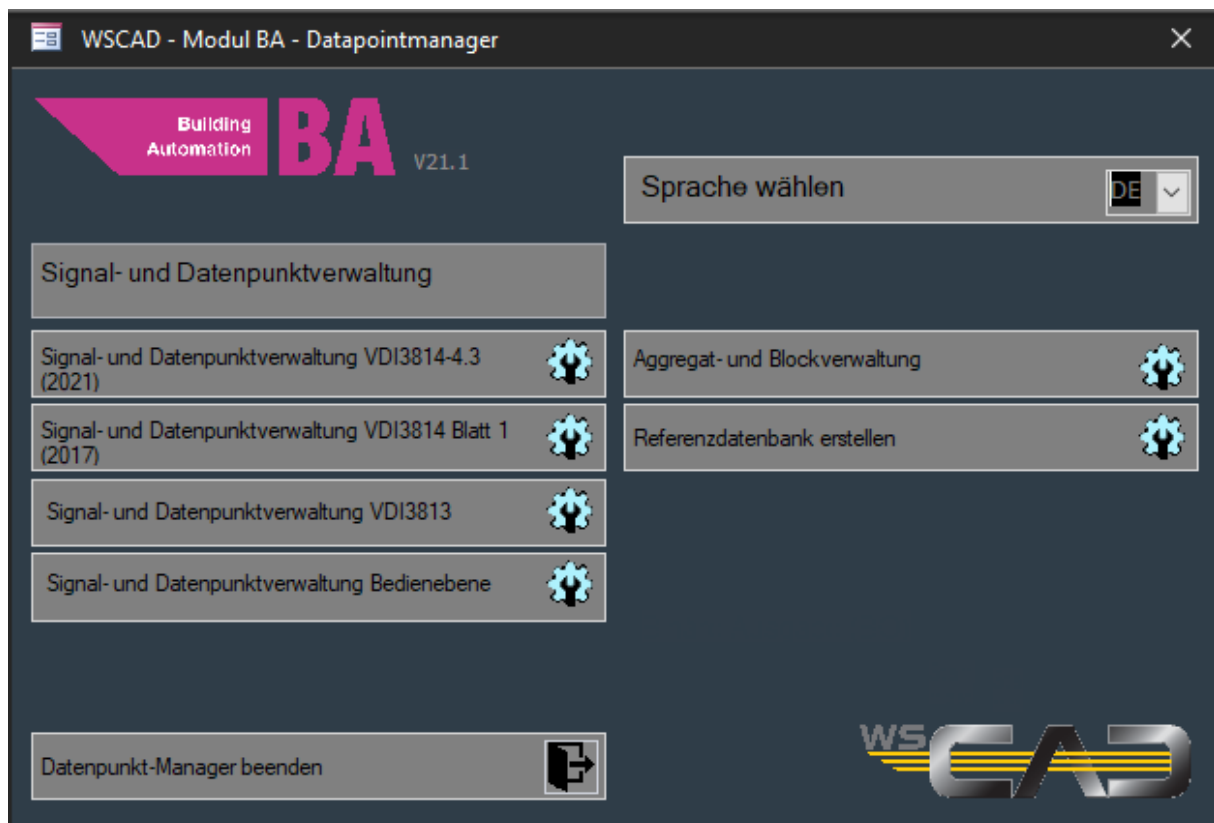 WSCAD - Modul BA - Datapointmanager
Building
Automation
BA
V21.1
Sprache wählen
DE
Signal- und Datenpunktverwaltung
Signal- und Datenpunktverwaltung VDI3814-4.3
(2021)
Aggregat- und Blockverwaltung
Signal- und Datenpunktverwaltung VDI3814 Blatt 1
(2017)
Referenzdatenbank erstellen
Signal- und Datenpunktverwaltung VDI3813
Signal- und Datenpunktverwaltung Bedienebene
Datenpunkt-Manager beenden
WSCAD